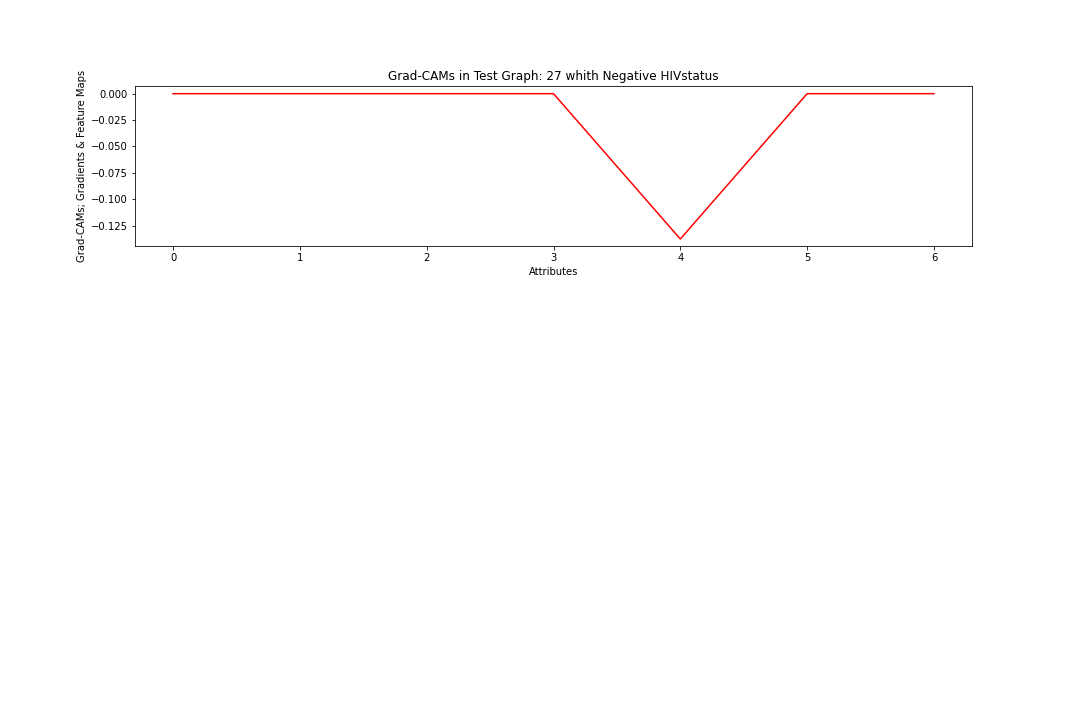 Grad-CAMs in Test Graph: 27 whith Negative HIVstatus
Grad-CAMs; Gradients & Feature Maps
0.000
−0.025
−0.050
−0.075
−0.100
−0.125
0 1 2 3 4 5 6
Attributes